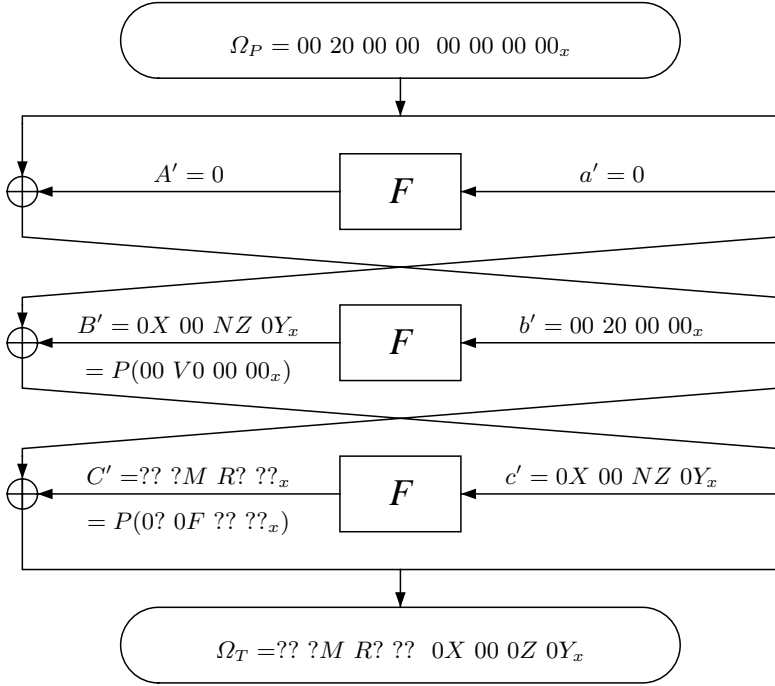 Ω_P = 00 20 00 00  00 00 00 00_x
A′ = 0
F
a′ = 0
B′ = 0X 00 NZ 0Y_x
= P(00 V0 00 00_x)
F
b′ = 00 20 00 00_x
C′ =?? ?M R? ??_x
= P(0? 0F ?? ??_x)
F
c′ = 0X 00 NZ 0Y_x
Ω_T =?? ?M R? ??  0X 00 0Z 0Y_x